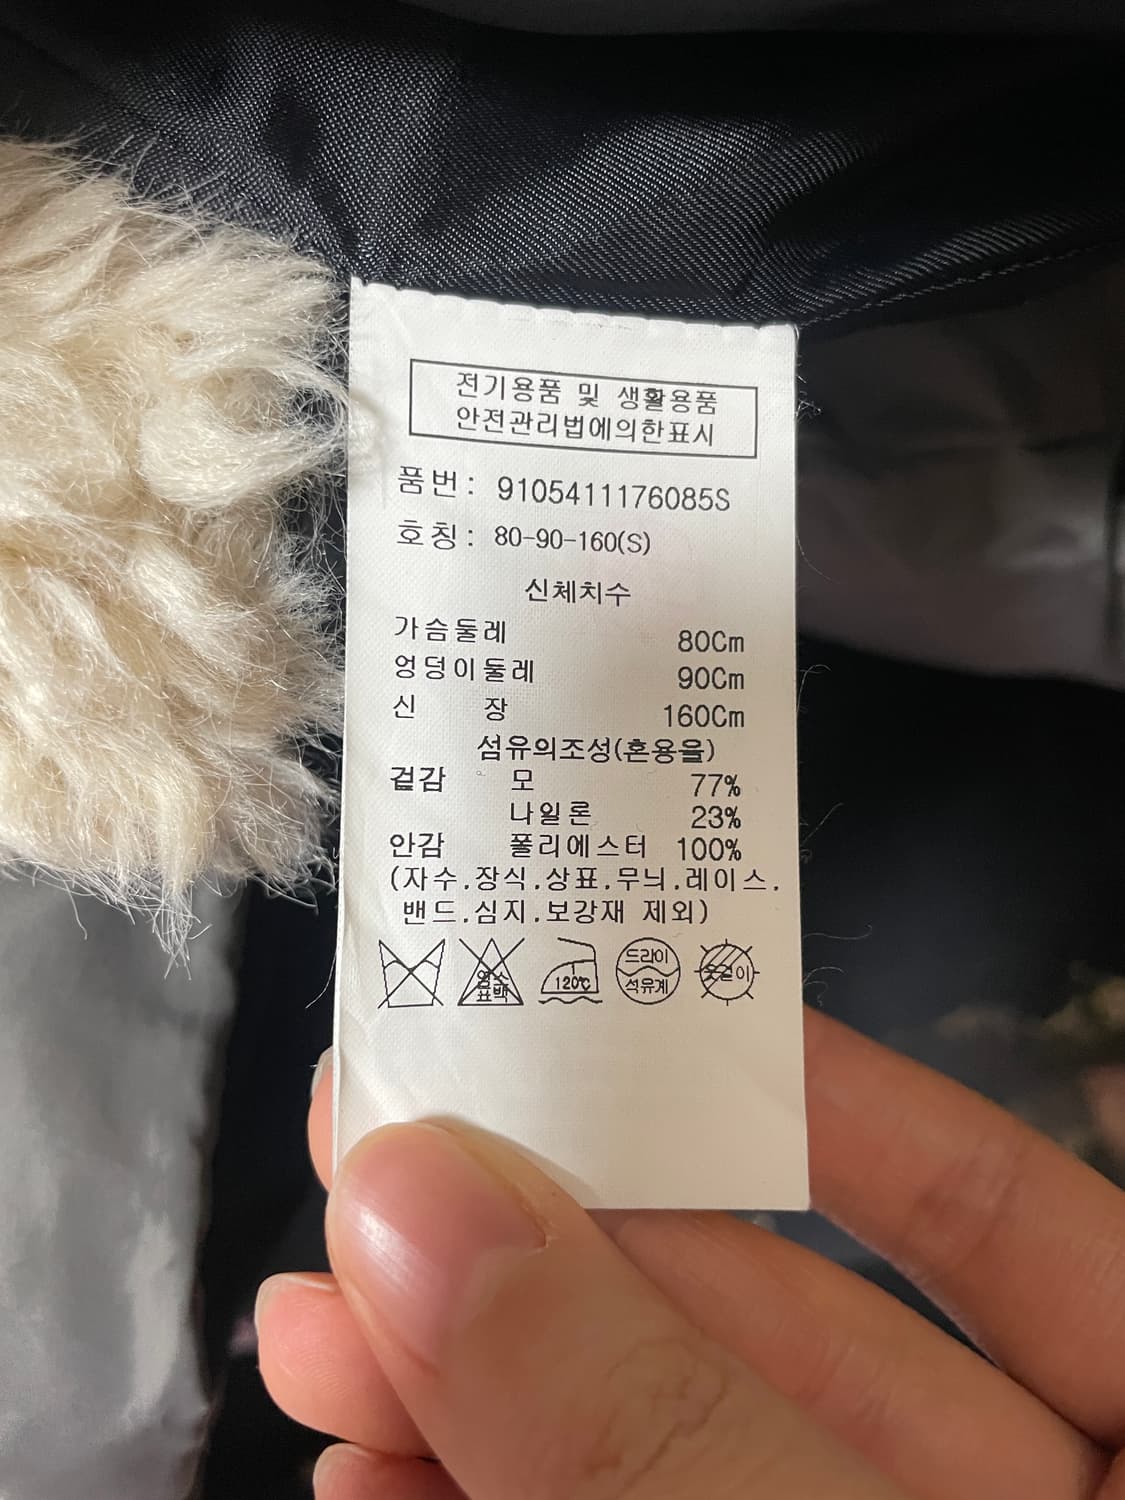 전기용품 및 생활용품
안전관리법에의한표시
품번: 9105411176085S
호칭: 80-90-160(S)
신체치수
가슴둘레 80Cm
엉덩이둘레 90Cm
신 장 160Cm
섬유의조성(혼용율)
겉감 모 77%
나일론 23%
안감 폴리에스터 100%
(자수.장식.상표.무늬.레이스.
밴드.심지.보강재 제외)
염소
표백
120℃
드라이
석유계
옷걸이